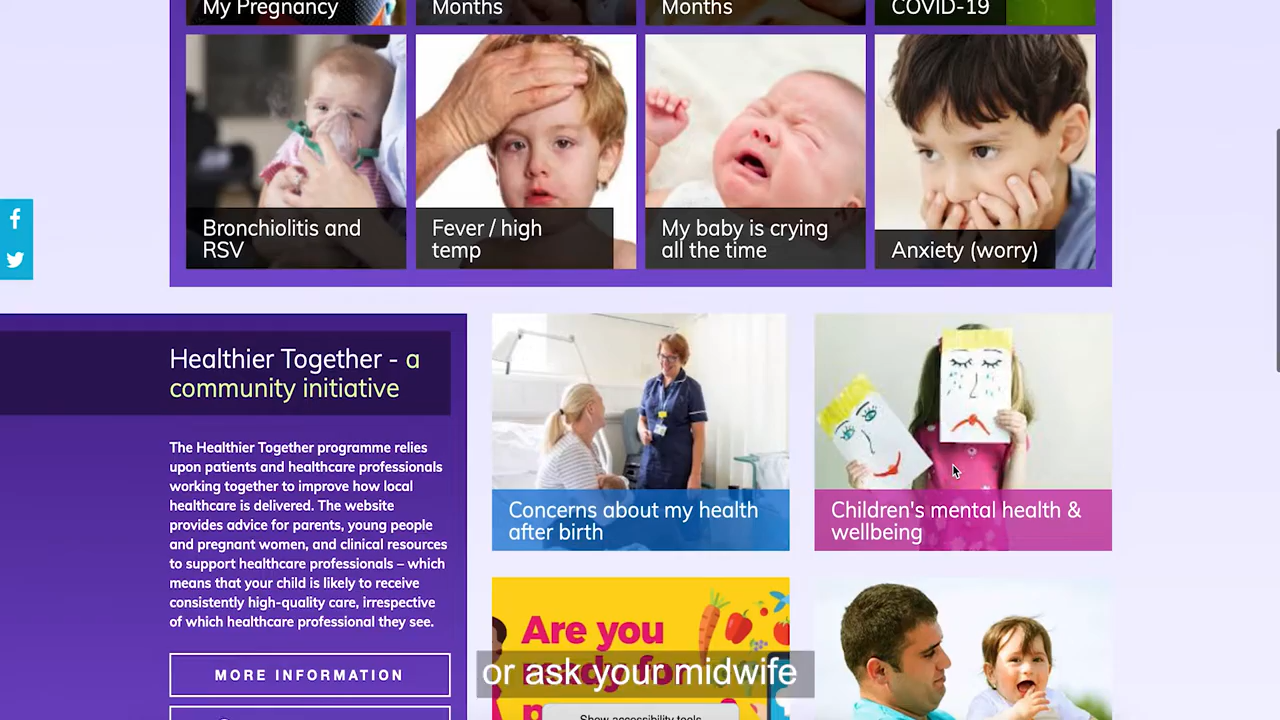 My Pregnancy
Months
Months
COVID-19
Bronchiolitis and
RSV
Fever / high
temp
My baby is crying
all the time
Anxiety (worry)
Healthier Together - a
community initiative
The Healthier Together programme relies
upon patients and healthcare professionals
working together to improve how local
healthcare is delivered. The website
provides advice for parents, young people
and pregnant women, and clinical resources
to support healthcare professionals – which
means that your child is likely to receive
consistently high-quality care, irrespective
of which healthcare professional they see.
MORE INFORMATION
Concerns about my health
after birth
Children's mental health &
wellbeing
Are you
ready for
or ask your midwife
Show accessibility tools